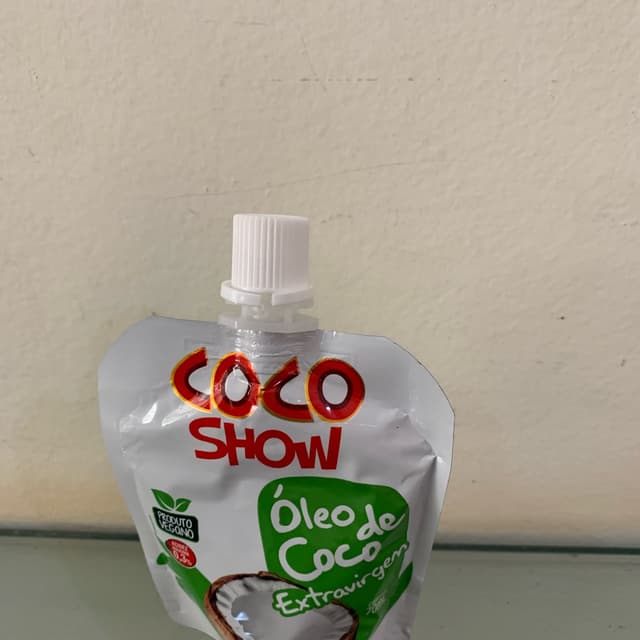 COCO
SHOW
Óleo de
Coco
Extravirgem
PRODUTO
VEGANO